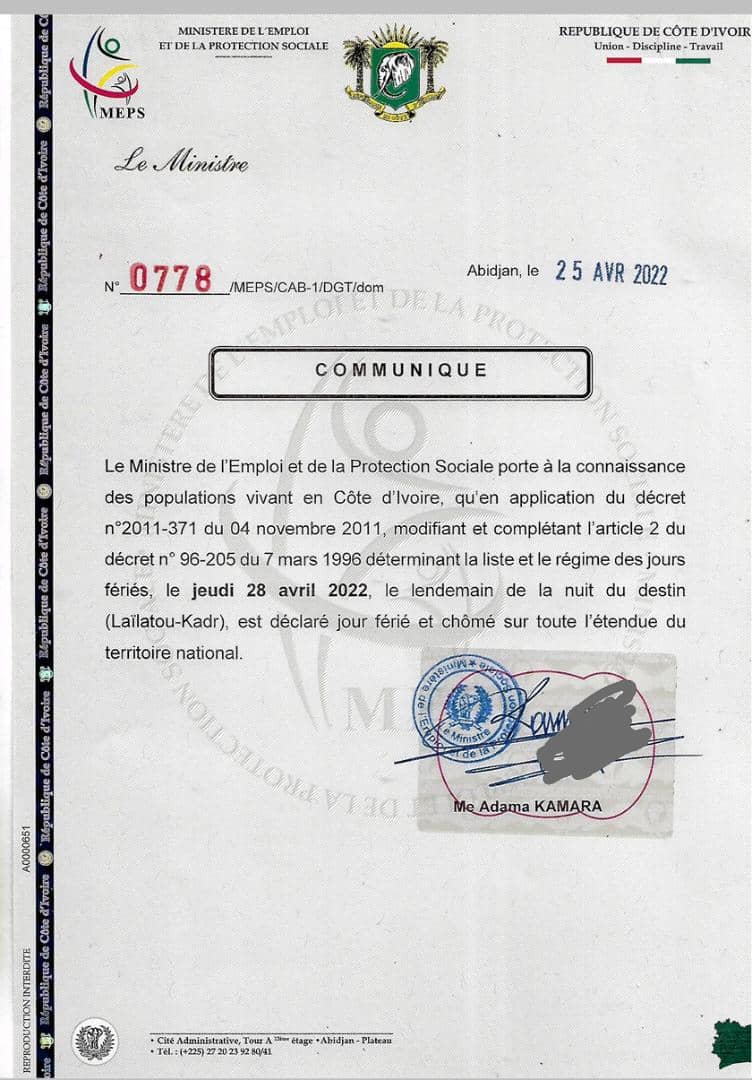 MINISTERE DE L'EMPLOI
ET DE LA PROTECTION SOCIALE
REPUBLIQUE DE CÔTE D'IVOIR
Union - Discipline - Travail
MEPS
Le Ministre
N° 0778 /MEPS/CAB-1/DGT/dom
Abidjan, le 25 AVR 2022
COMMUNIQUE
Le Ministre de l'Emploi et de la Protection Sociale porte à la connaissance
des populations vivant en Côte d'Ivoire, qu'en application du décret
n°2011-371 du 04 novembre 2011, modifiant et complétant l'article 2 du
décret n° 96-205 du 7 mars 1996 déterminant la liste et le régime des jours
fériés, le jeudi 28 avril 2022, le lendemain de la nuit du destin
(Laïlatou-Kadr), est déclaré jour férié et chômé sur toute l'étendue du
territoire national.
Ministère de l'Emploi et de la Protection Sociale
Le Ministre
Me Adama KAMARA
MINISTERE DE L'EMPLOI ET DE LA PROTECTION SOCIALE
MEPS
République de Côte d'Ivoire République de Côte d'Ivoire République de Côte d'Ivoire République de Côte d'Ivoire République de Côte d'Ivoire
REPRODUCTION INTERDITE
A0000651
• Cité Administrative, Tour A étage • Abidjan - Plateau
• Tél. : (+225) 27 20 23 92 80/41